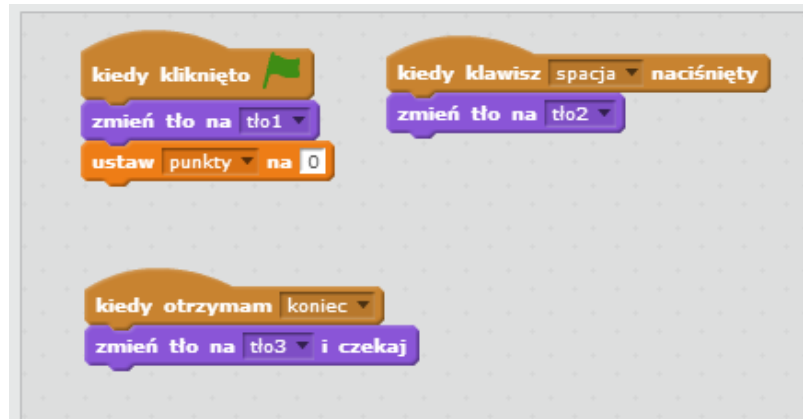 kiedy kliknięto
zmień tło na tło1
ustaw punkty na 0
kiedy klawisz spacja naciśnięty
zmień tło na tło2
kiedy otrzymam koniec
zmień tło na tło3 i czekaj